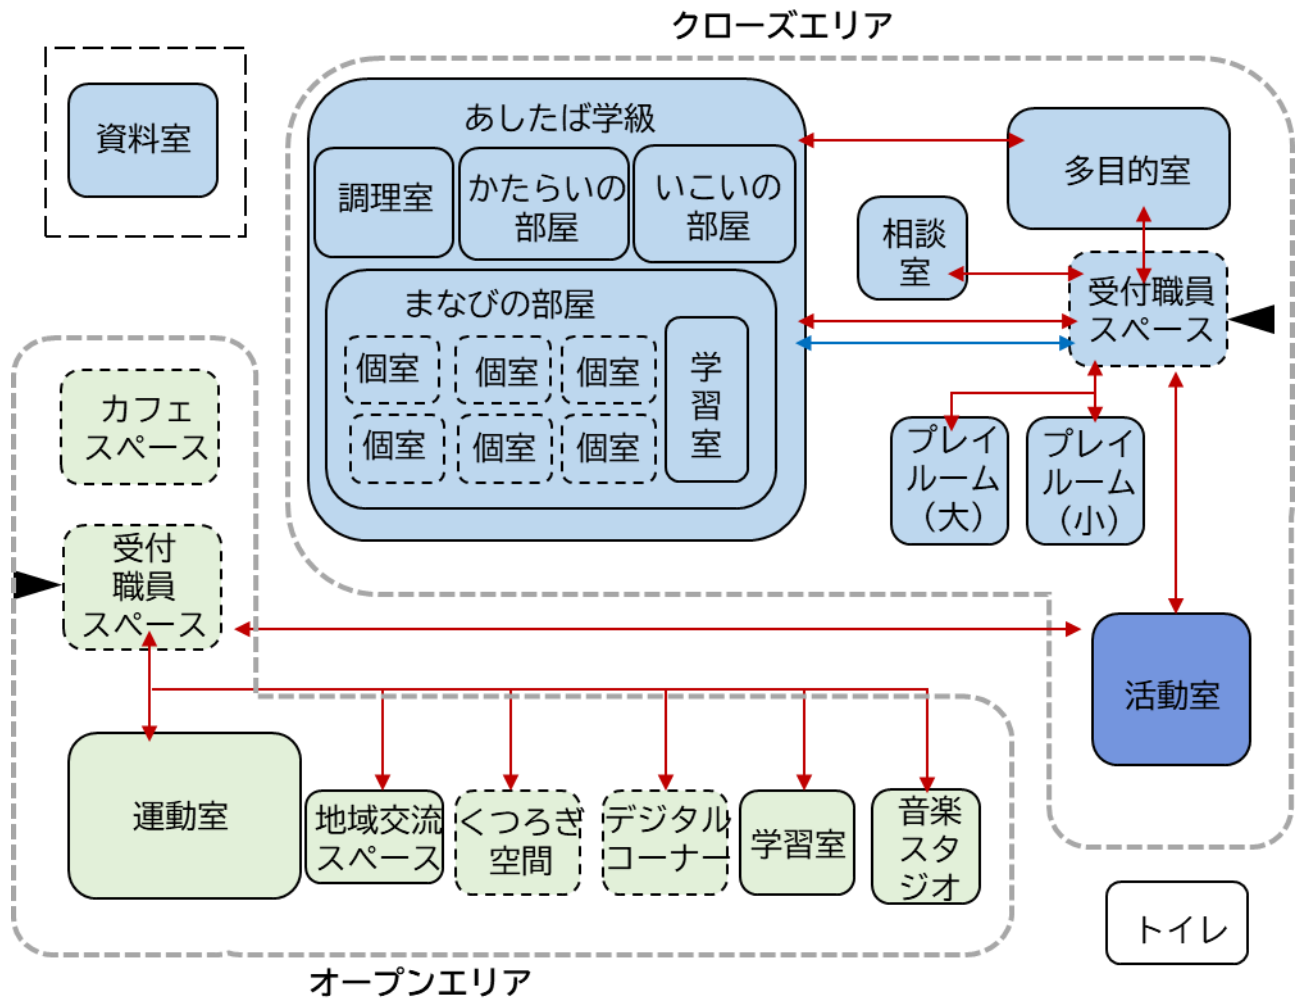 クローズエリア
資料室
あしたば学級
調理室
かたらいの
部屋
いこいの
部屋
多目的室
相談
室
受付職員
スペース
まなびの部屋
個室
個室
個室
個室
個室
個室
学
習
室
プレイ
ルーム
（大）
プレイ
ルーム
（小）
カフェ
スペース
受付
職員
スペース
活動室
運動室
地域交流
スペース
くつろぎ
空間
デジタル
コーナー
学習室
音楽
スタ
ジオ
トイレ
オープンエリア